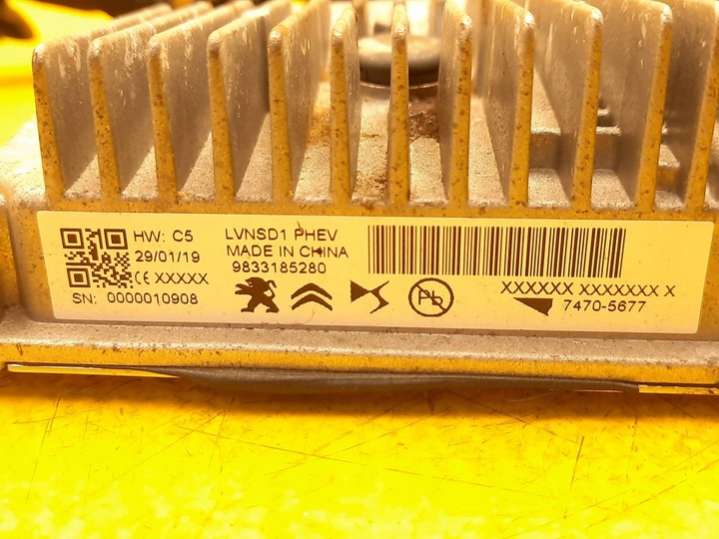 HW: C5
29/01/19
CE XXXXX
SN: 0000010908
LVNSD1 PHEV
MADE IN CHINA
9833185280
Pb
XXXXXX XXXXXXX X
7470-5677